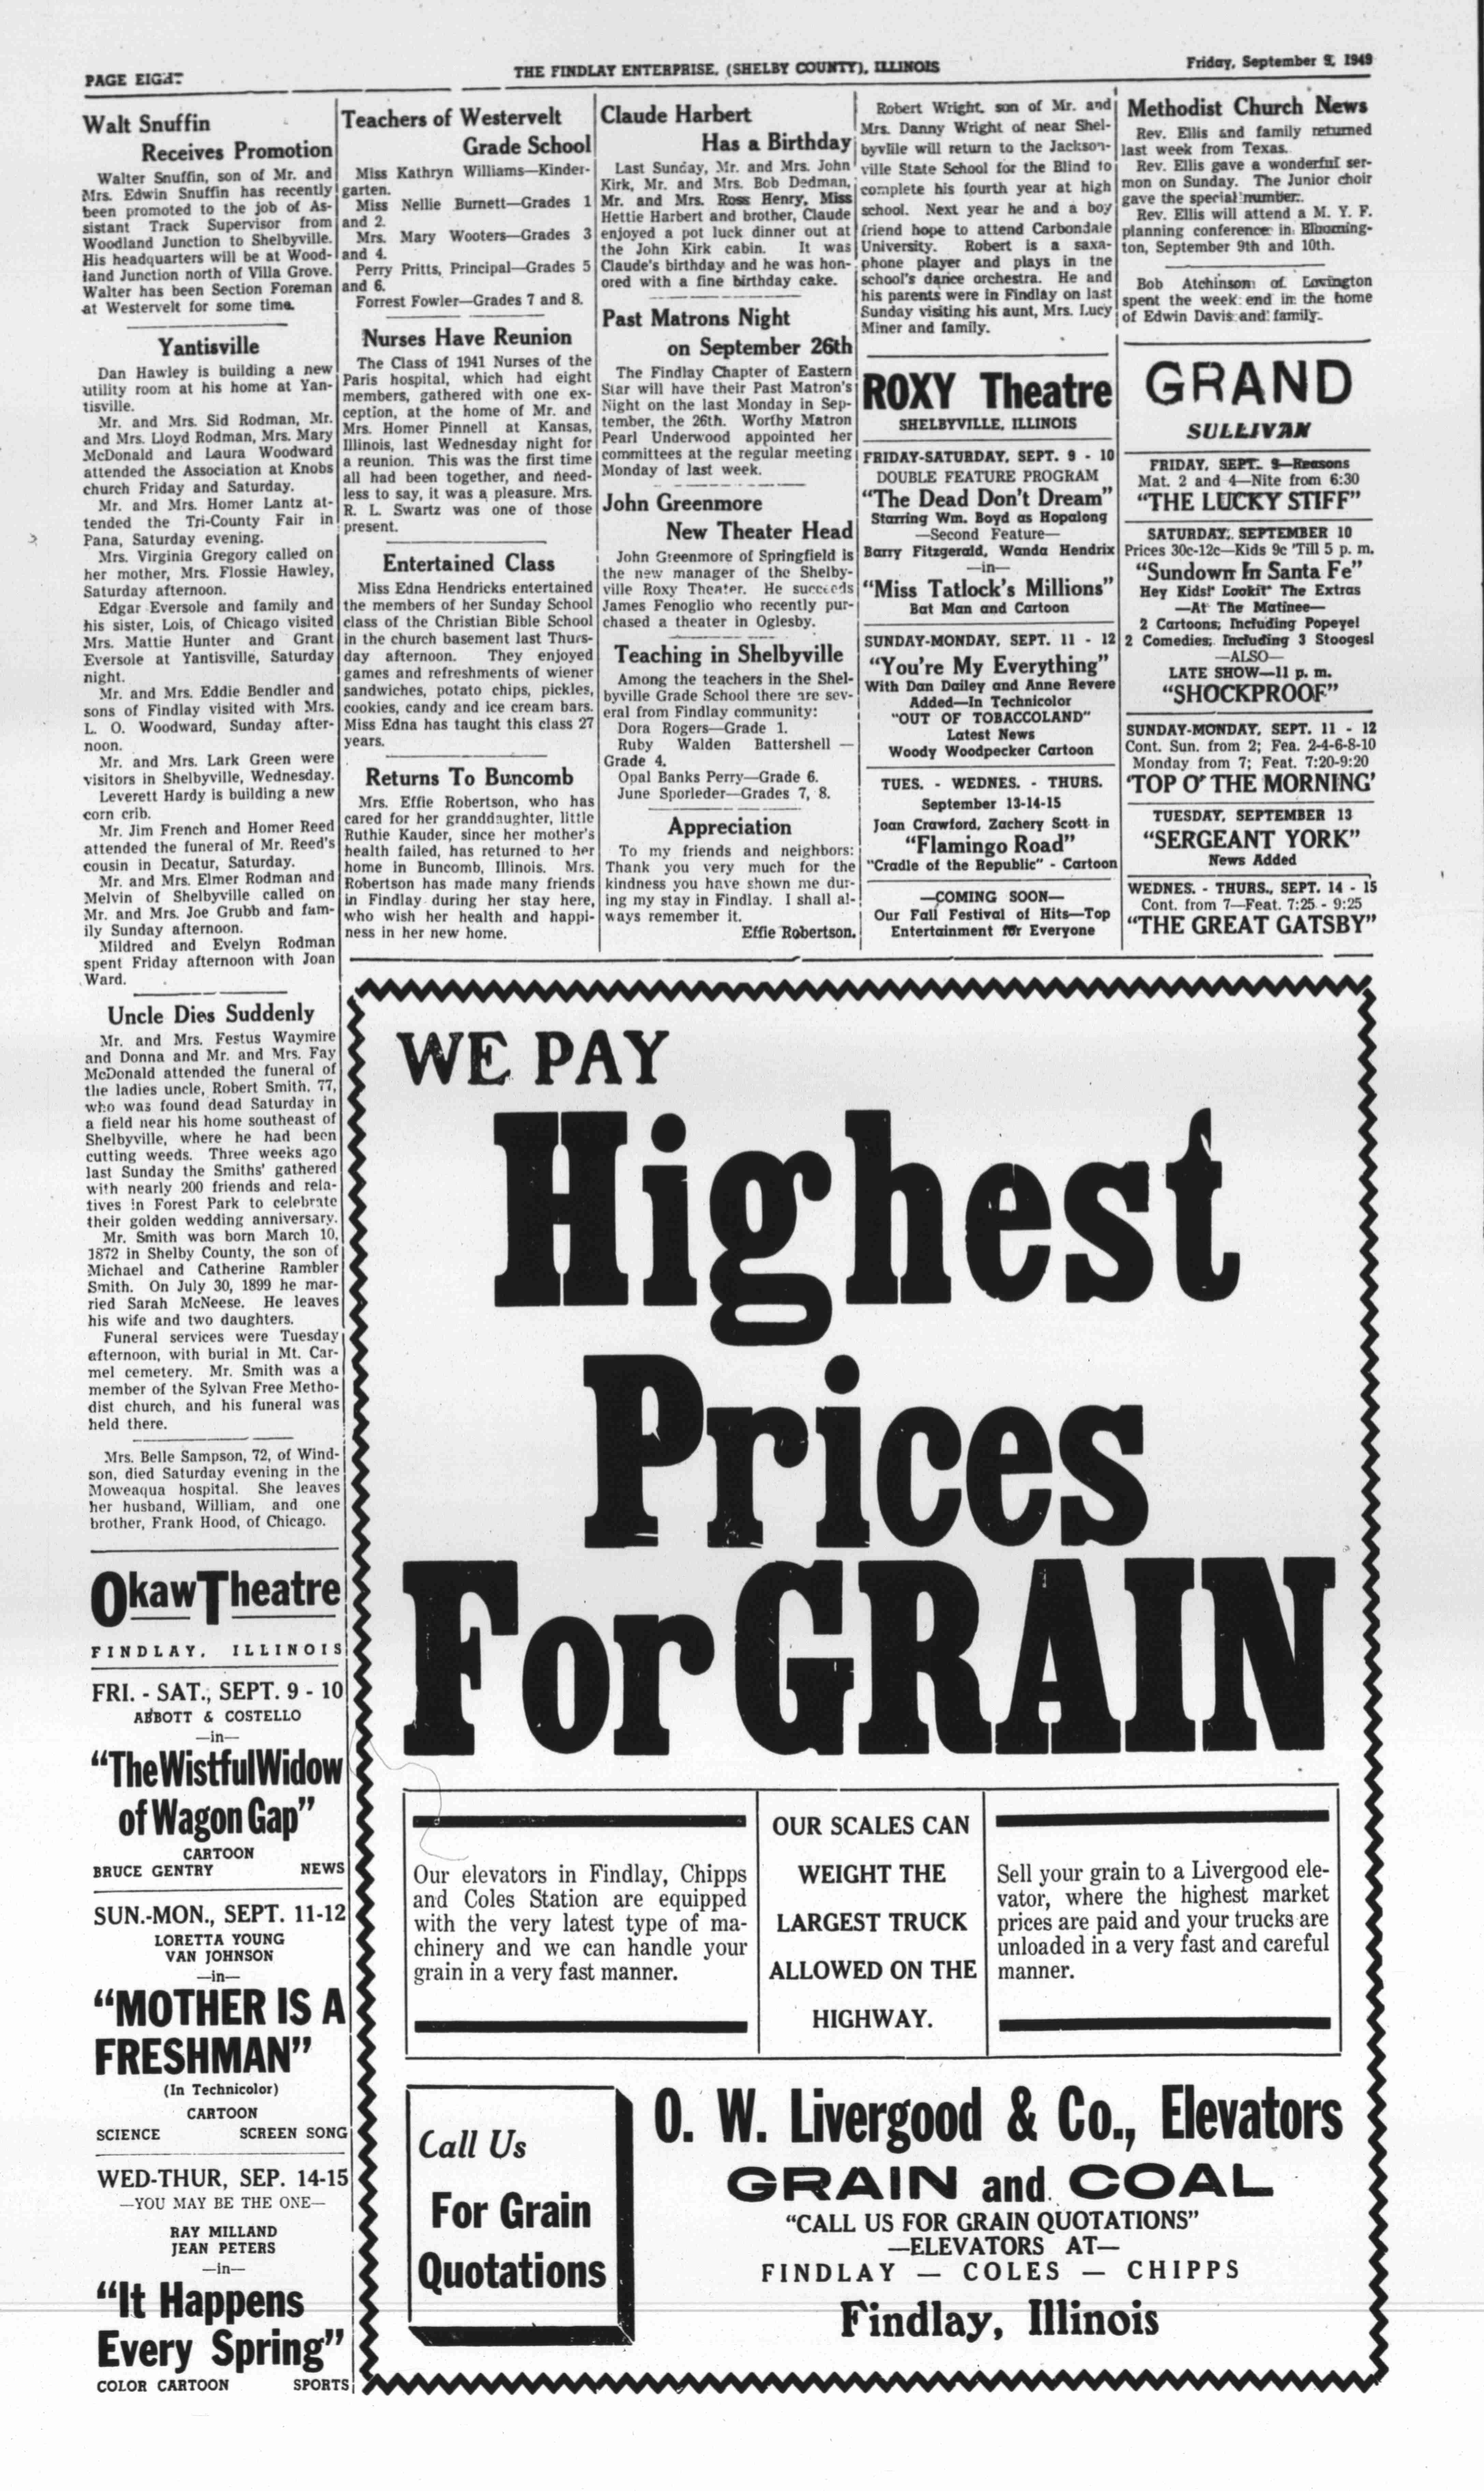 PAGE EIGHT
THE FINDLAY ENTERPRISE, (SHELBY COUNTY), ILLINOIS
Friday, September 9, 1949
Walt Snuffin
Receives Promotion
Walter Snuffin, son of Mr. and
Mrs. Edwin Snuffin has recently
been promoted to the job of As-
sistant Track Supervisor from
Woodland Junction to Shelbyville.
His headquarters will be at Wood-
land Junction north of Villa Grove.
Walter has been Section Foreman
at Westervelt for some time.
Yantisville
Dan Hawley is building a new
utility room at his home at Yan-
tisville.
Mr. and Mrs. Sid Rodman, Mr.
and Mrs. Lloyd Rodman, Mrs. Mary
McDonald and Laura Woodward
attended the Association at Knobs
church Friday and Saturday.
Mr. and Mrs. Homer Lantz at-
tended the Tri-County Fair in
Pana, Saturday evening.
Mrs. Virginia Gregory called on
her mother, Mrs. Flossie Hawley,
Saturday afternoon.
Edgar Eversole and family and
his sister, Lois, of Chicago visited
Mrs. Mattie Hunter and Grant
Eversole at Yantisville, Saturday
night.
Mr. and Mrs. Eddie Bendler and
sons of Findlay visited with Mrs.
L. O. Woodward, Sunday after-
noon.
Mr. and Mrs. Lark Green were
visitors in Shelbyville, Wednesday.
Leverett Hardy is building a new
corn crib.
Mr. Jim French and Homer Reed
attended the funeral of Mr. Reed's
cousin in Decatur, Saturday.
Mr. and Mrs. Elmer Rodman and
Melvin of Shelbyville called on
Mr. and Mrs. Joe Grubb and fam-
ily Sunday afternoon.
Mildred and Evelyn Rodman
spent Friday afternoon with Joan
Ward.
Uncle Dies Suddenly
Mr. and Mrs. Festus Waymire
and Donna and Mr. and Mrs. Fay
McDonald attended the funeral of
the ladies uncle, Robert Smith, 77,
who was found dead Saturday in
a field near his home southeast of
Shelbyville, where he had been
cutting weeds. Three weeks ago
last Sunday the Smiths' gathered
with nearly 200 friends and rela-
tives in Forest Park to celebrate
their golden wedding anniversary.
Mr. Smith was born March 10,
1872 in Shelby County, the son of
Michael and Catherine Rambler
Smith. On July 30, 1899 he mar-
ried Sarah McNeese. He leaves
his wife and two daughters.
Funeral services were Tuesday
afternoon, with burial in Mt. Car-
mel cemetery. Mr. Smith was a
member of the Sylvan Free Metho-
dist church, and his funeral was
held there.
Mrs. Belle Sampson, 72, of Wind-
son, died Saturday evening in the
Moweaqua hospital. She leaves
her husband, William, and one
brother, Frank Hood, of Chicago.
Okaw Theatre
FINDLAY, ILLINOIS
FRI. - SAT., SEPT. 9 - 10
ABBOTT & COSTELLO
—in—
"The Wistful Widow
of Wagon Gap"
CARTOON
BRUCE GENTRY NEWS
SUN.-MON., SEPT. 11-12
LORETTA YOUNG
VAN JOHNSON
—in—
"MOTHER IS A
FRESHMAN"
(In Technicolor)
CARTOON
SCIENCE SCREEN SONG
WED-THUR, SEP. 14-15
—YOU MAY BE THE ONE—
RAY MILLAND
JEAN PETERS
—in—
"It Happens
Every Spring"
COLOR CARTOON SPORTS
Teachers of Westervelt
Grade School
Miss Kathryn Williams—Kinder-
garten.
Miss Nellie Burnett—Grades 1
and 2.
Mrs. Mary Wooters—Grades 3
and 4.
Perry Pritts, Principal—Grades 5
and 6.
Forrest Fowler—Grades 7 and 8.
Nurses Have Reunion
The Class of 1941 Nurses of the
Paris hospital, which had eight
members, gathered with one ex-
ception, at the home of Mr. and
Mrs. Homer Pinnell at Kansas,
Illinois, last Wednesday night for
a reunion. This was the first time
all had been together, and need-
less to say, it was a pleasure. Mrs.
R. L. Swartz was one of those
present.
Entertained Class
Miss Edna Hendricks entertained
the members of her Sunday School
class of the Christian Bible School
in the church basement last Thurs-
day afternoon. They enjoyed
games and refreshments of wiener
sandwiches, potato chips, pickles,
cookies, candy and ice cream bars.
Miss Edna has taught this class 27
years.
Returns To Buncomb
Mrs. Effie Robertson, who has
cared for her granddaughter, little
Ruthie Kauder, since her mother's
health failed, has returned to her
home in Buncomb, Illinois. Mrs.
Robertson has made many friends
in Findlay during her stay here,
who wish her health and happi-
ness in her new home.
Claude Harbert
Has a Birthday
Last Sunday, Mr. and Mrs. John
Kirk, Mr. and Mrs. Bob Dedman,
Mr. and Mrs. Ross Henry, Miss
Hettie Harbert and brother, Claude
enjoyed a pot luck dinner out at
the John Kirk cabin. It was
Claude's birthday and he was hon-
ored with a fine birthday cake.
Past Matrons Night
on September 26th
The Findlay Chapter of Eastern
Star will have their Past Matron's
Night on the last Monday in Sep-
tember, the 26th. Worthy Matron
Pearl Underwood appointed her
committees at the regular meeting
Monday of last week.
John Greenmore
New Theater Head
John Greenmore of Springfield is
the new manager of the Shelby-
ville Roxy Theater. He succeeds
James Fenoglio who recently pur-
chased a theater in Oglesby.
Teaching in Shelbyville
Among the teachers in the Shel-
byville Grade School there are sev-
eral from Findlay community:
Dora Rogers—Grade 1.
Ruby Walden Battershell —
Grade 4.
Opal Banks Perry—Grade 6.
June Sporleder—Grades 7, 8.
Appreciation
To my friends and neighbors:
Thank you very much for the
kindness you have shown me dur-
ing my stay in Findlay. I shall al-
ways remember it.
Effie Robertson.
Robert Wright, son of Mr. and
Mrs. Danny Wright of near Shel-
byville will return to the Jackson-
ville State School for the Blind to
complete his fourth year at high
school. Next year he and a boy
friend hope to attend Carbondale
University. Robert is a saxa-
phone player and plays in the
school's dance orchestra. He and
his parents were in Findlay on last
Sunday visiting his aunt, Mrs. Lucy
Miner and family.
ROXY Theatre
SHELBYVILLE, ILLINOIS
FRIDAY-SATURDAY, SEPT. 9 - 10
DOUBLE FEATURE PROGRAM
"The Dead Don't Dream"
Starring Wm. Boyd as Hopalong
—Second Feature—
Barry Fitzgerald, Wanda Hendrix
—in—
"Miss Tatlock's Millions"
Bat Man and Cartoon
SUNDAY-MONDAY, SEPT. 11 - 12
"You're My Everything"
With Dan Dailey and Anne Revere
Added—In Technicolor
"OUT OF TOBACCOLAND"
Latest News
Woody Woodpecker Cartoon
TUES. - WEDNES. - THURS.
September 13-14-15
Joan Crawford, Zachery Scott in
"Flamingo Road"
"Cradle of the Republic" - Cartoon
—COMING SOON—
Our Fall Festival of Hits—Top
Entertainment for Everyone
Methodist Church News
Rev. Ellis and family returned
last week from Texas.
Rev. Ellis gave a wonderful ser-
mon on Sunday. The Junior choir
gave the special number.
Rev. Ellis will attend a M. Y. F.
planning conference in Blooming-
ton, September 9th and 10th.
Bob Atchinson of Lovington
spent the week end in the home
of Edwin Davis and family.
GRAND
SULLIVAN
FRIDAY, SEPT. 9—Reasons
Mat. 2 and 4—Nite from 6:30
"THE LUCKY STIFF"
SATURDAY, SEPTEMBER 10
Prices 30c-12c—Kids 9c 'Till 5 p. m.
"Sundown In Santa Fe"
Hey Kids! Lookit The Extras
—At The Matinee—
2 Cartoons; Including Popeye!
2 Comedies; Including 3 Stooges!
—ALSO—
LATE SHOW—11 p. m.
"SHOCKPROOF"
SUNDAY-MONDAY, SEPT. 11 - 12
Cont. Sun. from 2; Fea. 2-4-6-8-10
Monday from 7; Feat. 7:20-9:20
'TOP O' THE MORNING'
TUESDAY, SEPTEMBER 13
"SERGEANT YORK"
News Added
WEDNES. - THURS., SEPT. 14 - 15
Cont. from 7—Feat. 7:25 - 9:25
"THE GREAT GATSBY"
WE PAY
Highest
Prices
For GRAIN
Our elevators in Findlay, Chipps
and Coles Station are equipped
with the very latest type of ma-
chinery and we can handle your
grain in a very fast manner.
OUR SCALES CAN
WEIGHT THE
LARGEST TRUCK
ALLOWED ON THE
HIGHWAY.
Sell your grain to a Livergood ele-
vator, where the highest market
prices are paid and your trucks are
unloaded in a very fast and careful
manner.
Call Us
For Grain
Quotations
O. W. Livergood & Co., Elevators
GRAIN and COAL
"CALL US FOR GRAIN QUOTATIONS"
—ELEVATORS AT—
FINDLAY — COLES — CHIPPS
Findlay, Illinois